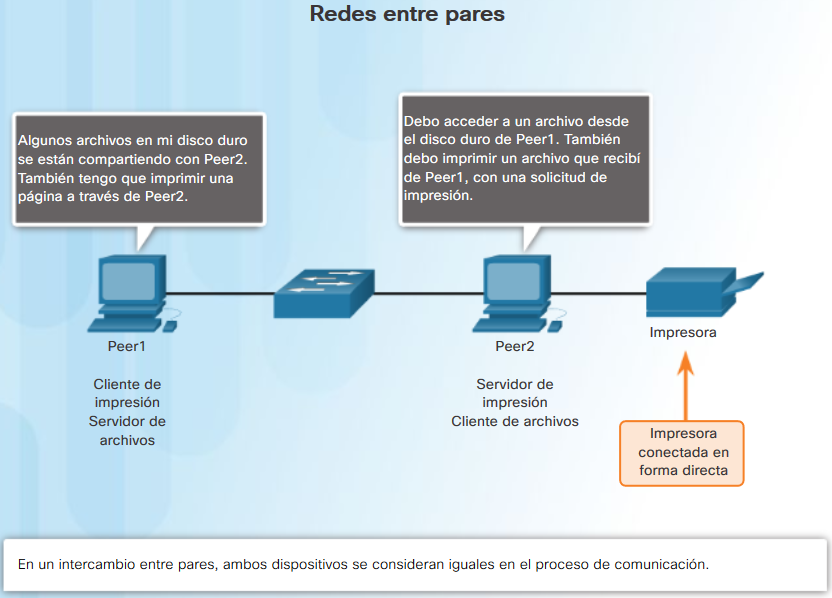 Redes entre pares
Algunos archivos en mi disco duro
se están compartiendo con Peer2.
También tengo que imprimir una
página a través de Peer2.
Debo acceder a un archivo desde
el disco duro de Peer1. También
debo imprimir un archivo que recibí
de Peer1, con una solicitud de
impresión.
Peer1
Cliente de
impresión
Servidor de
archivos
Peer2
Servidor de
impresión
Cliente de archivos
Impresora
Impresora
conectada en
forma directa
En un intercambio entre pares, ambos dispositivos se consideran iguales en el proceso de comunicación.